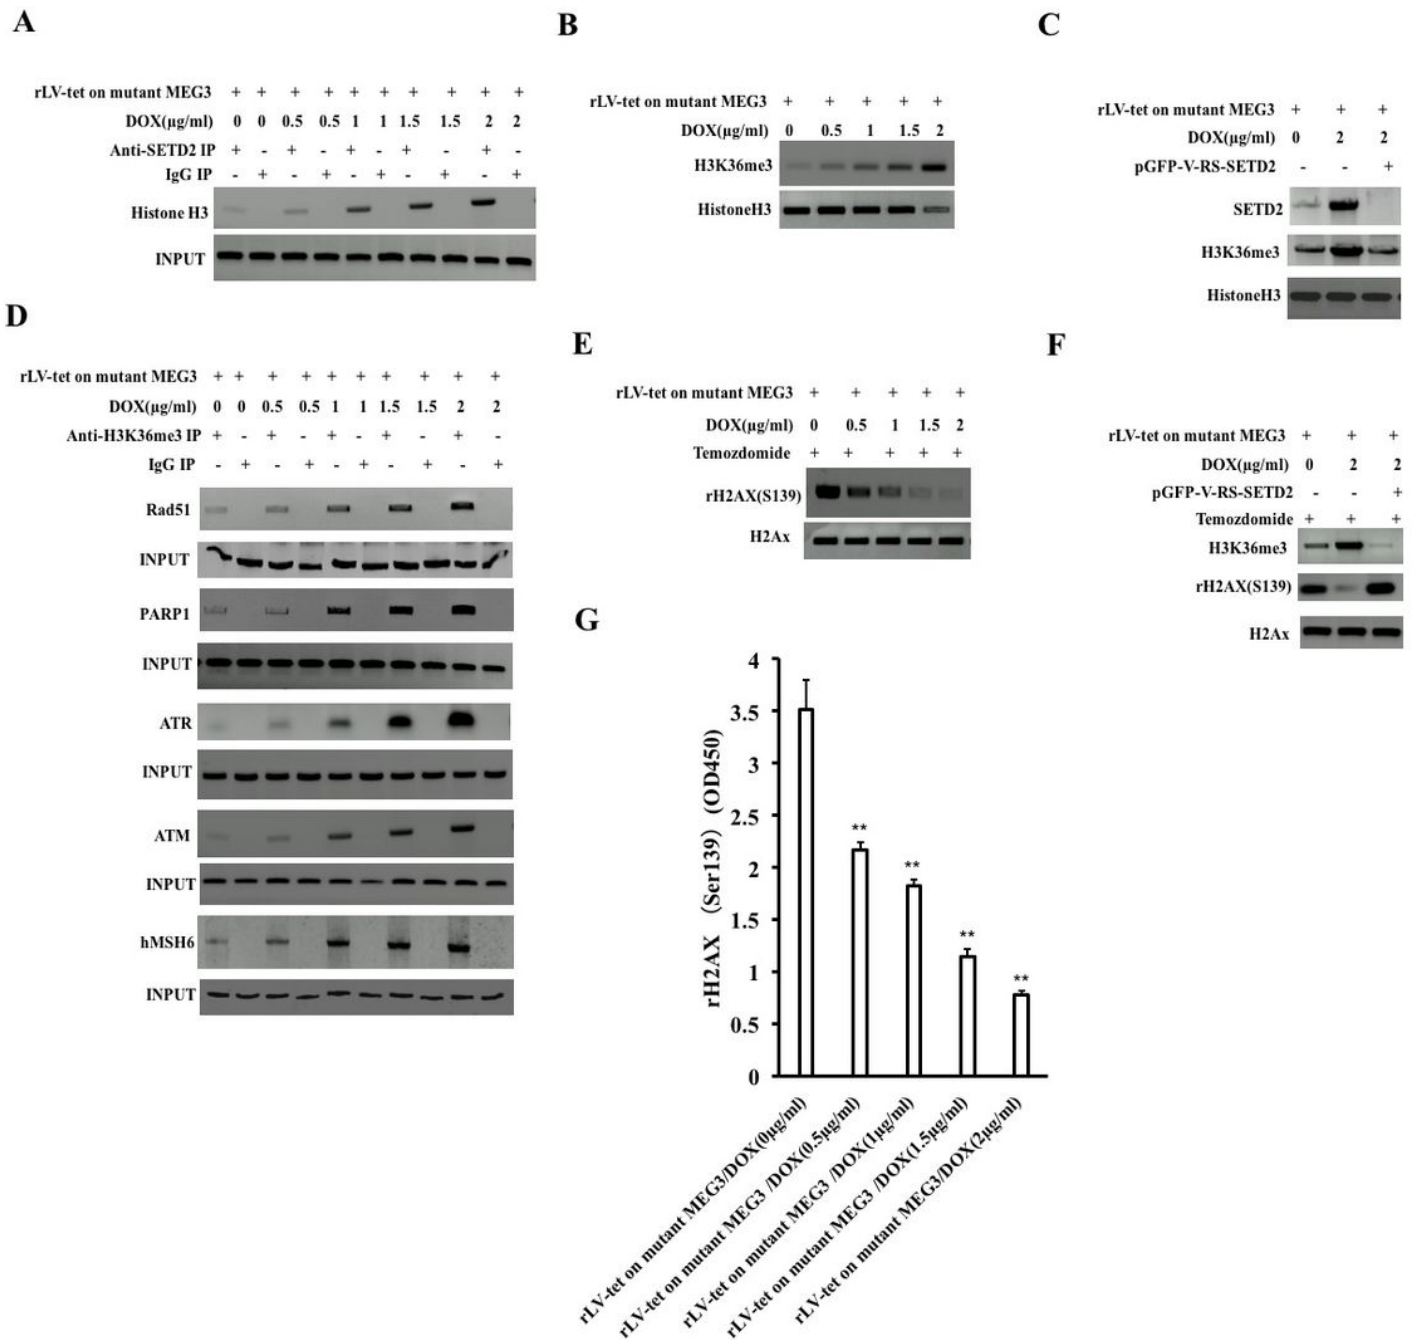 A
rLV-tet on mutant MEG3 + + + + + + + + + +
DOX(μg/ml) 0 0 0.5 0.5 1 1 1.5 1.5 2 2
Anti-SETD2 IP + - + - + - + - + -
IgG IP - + - + - + - + - +
Histone H3
INPUT
B
rLV-tet on mutant MEG3 + + + + +
DOX(μg/ml) 0 0.5 1 1.5 2
H3K36me3
HistoneH3
C
rLV-tet on mutant MEG3 + + +
DOX(μg/ml) 0 2 2
pGFP-V-RS-SETD2 - - +
SETD2
H3K36me3
HistoneH3
D
rLV-tet on mutant MEG3 + + + + + + + + + +
DOX(μg/ml) 0 0 0.5 0.5 1 1 1.5 1.5 2 2
Anti-H3K36me3 IP + - + - + - + - + -
IgG IP - + - + - + - + - +
Rad51
INPUT
PARP1
INPUT
ATR
INPUT
ATM
INPUT
hMSH6
INPUT
E
rLV-tet on mutant MEG3 + + + + +
DOX(μg/ml) 0 0.5 1 1.5 2
Temozdomide + + + + +
rH2AX(S139)
H2Ax
F
rLV-tet on mutant MEG3 + + +
DOX(μg/ml) 0 2 2
pGFP-V-RS-SETD2 - - +
Temozdomide + + +
H3K36me3
rH2AX(S139)
H2Ax
G
rH2AX (Ser139) (OD450)
4
3.5
3
2.5
2
1.5
1
0.5
0
**
**
**
**
rLV-tet on mutant MEG3/DOX(0μg/ml)
rLV-tet on mutant MEG3 /DOX(0.5μg/ml)
rLV-tet on mutant MEG3 /DOX(1μg/ml)
rLV-tet on mutant MEG3 /DOX(1.5μg/ml)
rLV-tet on mutant MEG3/DOX(2μg/ml)